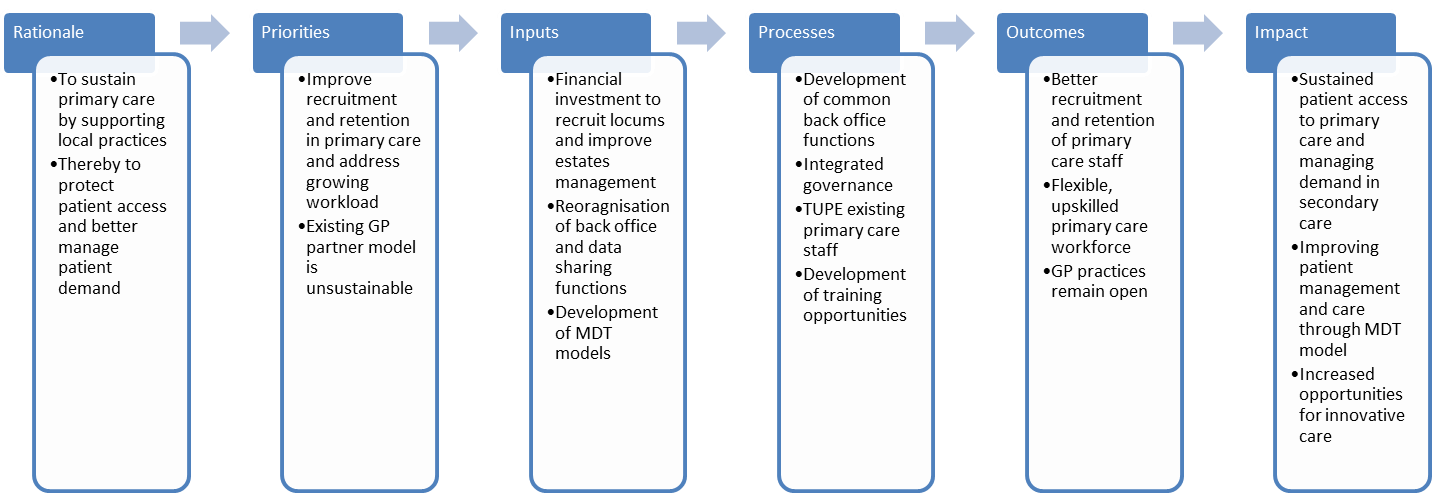 Rationale
•To sustain
primary care
by supporting
local practices
•Thereby to
protect
patient access
and better
manage
patient
demand
Priorities
•Improve
recruitment
and retention
in primary care
and address
growing
workload
•Existing GP
partner model
is
unsustainable
Inputs
•Financial
investment to
recruit locums
and improve
estates
management
•Reoragnisation
of back office
and data
sharing
functions
•Development
of MDT
models
Processes
•Development
of common
back office
functions
•Integrated
governance
•TUPE existing
primary care
staff
•Development
of training
opportunities
Outcomes
•Better
recruitment
and retention
of primary
care staff
•Flexible,
upskilled
primary care
workforce
•GP practices
remain open
Impact
•Sustained
patient access
to primary
care and
managing
demand in
secondary
care
•Improving
patient
management
and care
through MDT
model
•Increased
opportunities
for innovative
care